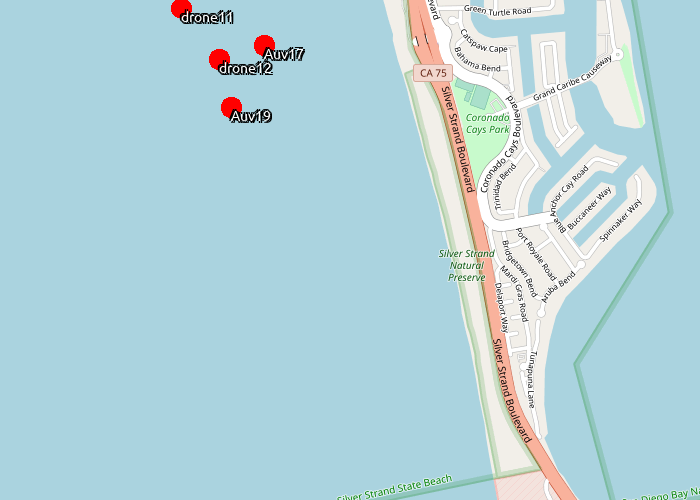 drone11
Auv17
drone12
Auv19
Green Turtle Road
Catspaw Cape
Bahama Bend
CA 75
Grand Caribe Causeway
Silver Strand Boulevard
Coronado
Cays Park
Coronado Cays Boulevard
Trinidad Bend
Anchor Cay Road
Buccaneer Way
Spinnaker Way
Port Royale Road
Bridgetown Bend
Mardi Gras Road
Aruba Bend
Delaport Way
Silver Strand
Natural
Preserve
Silver Strand Boulevard
Tunapuna Lane
Silver Strand State Beach